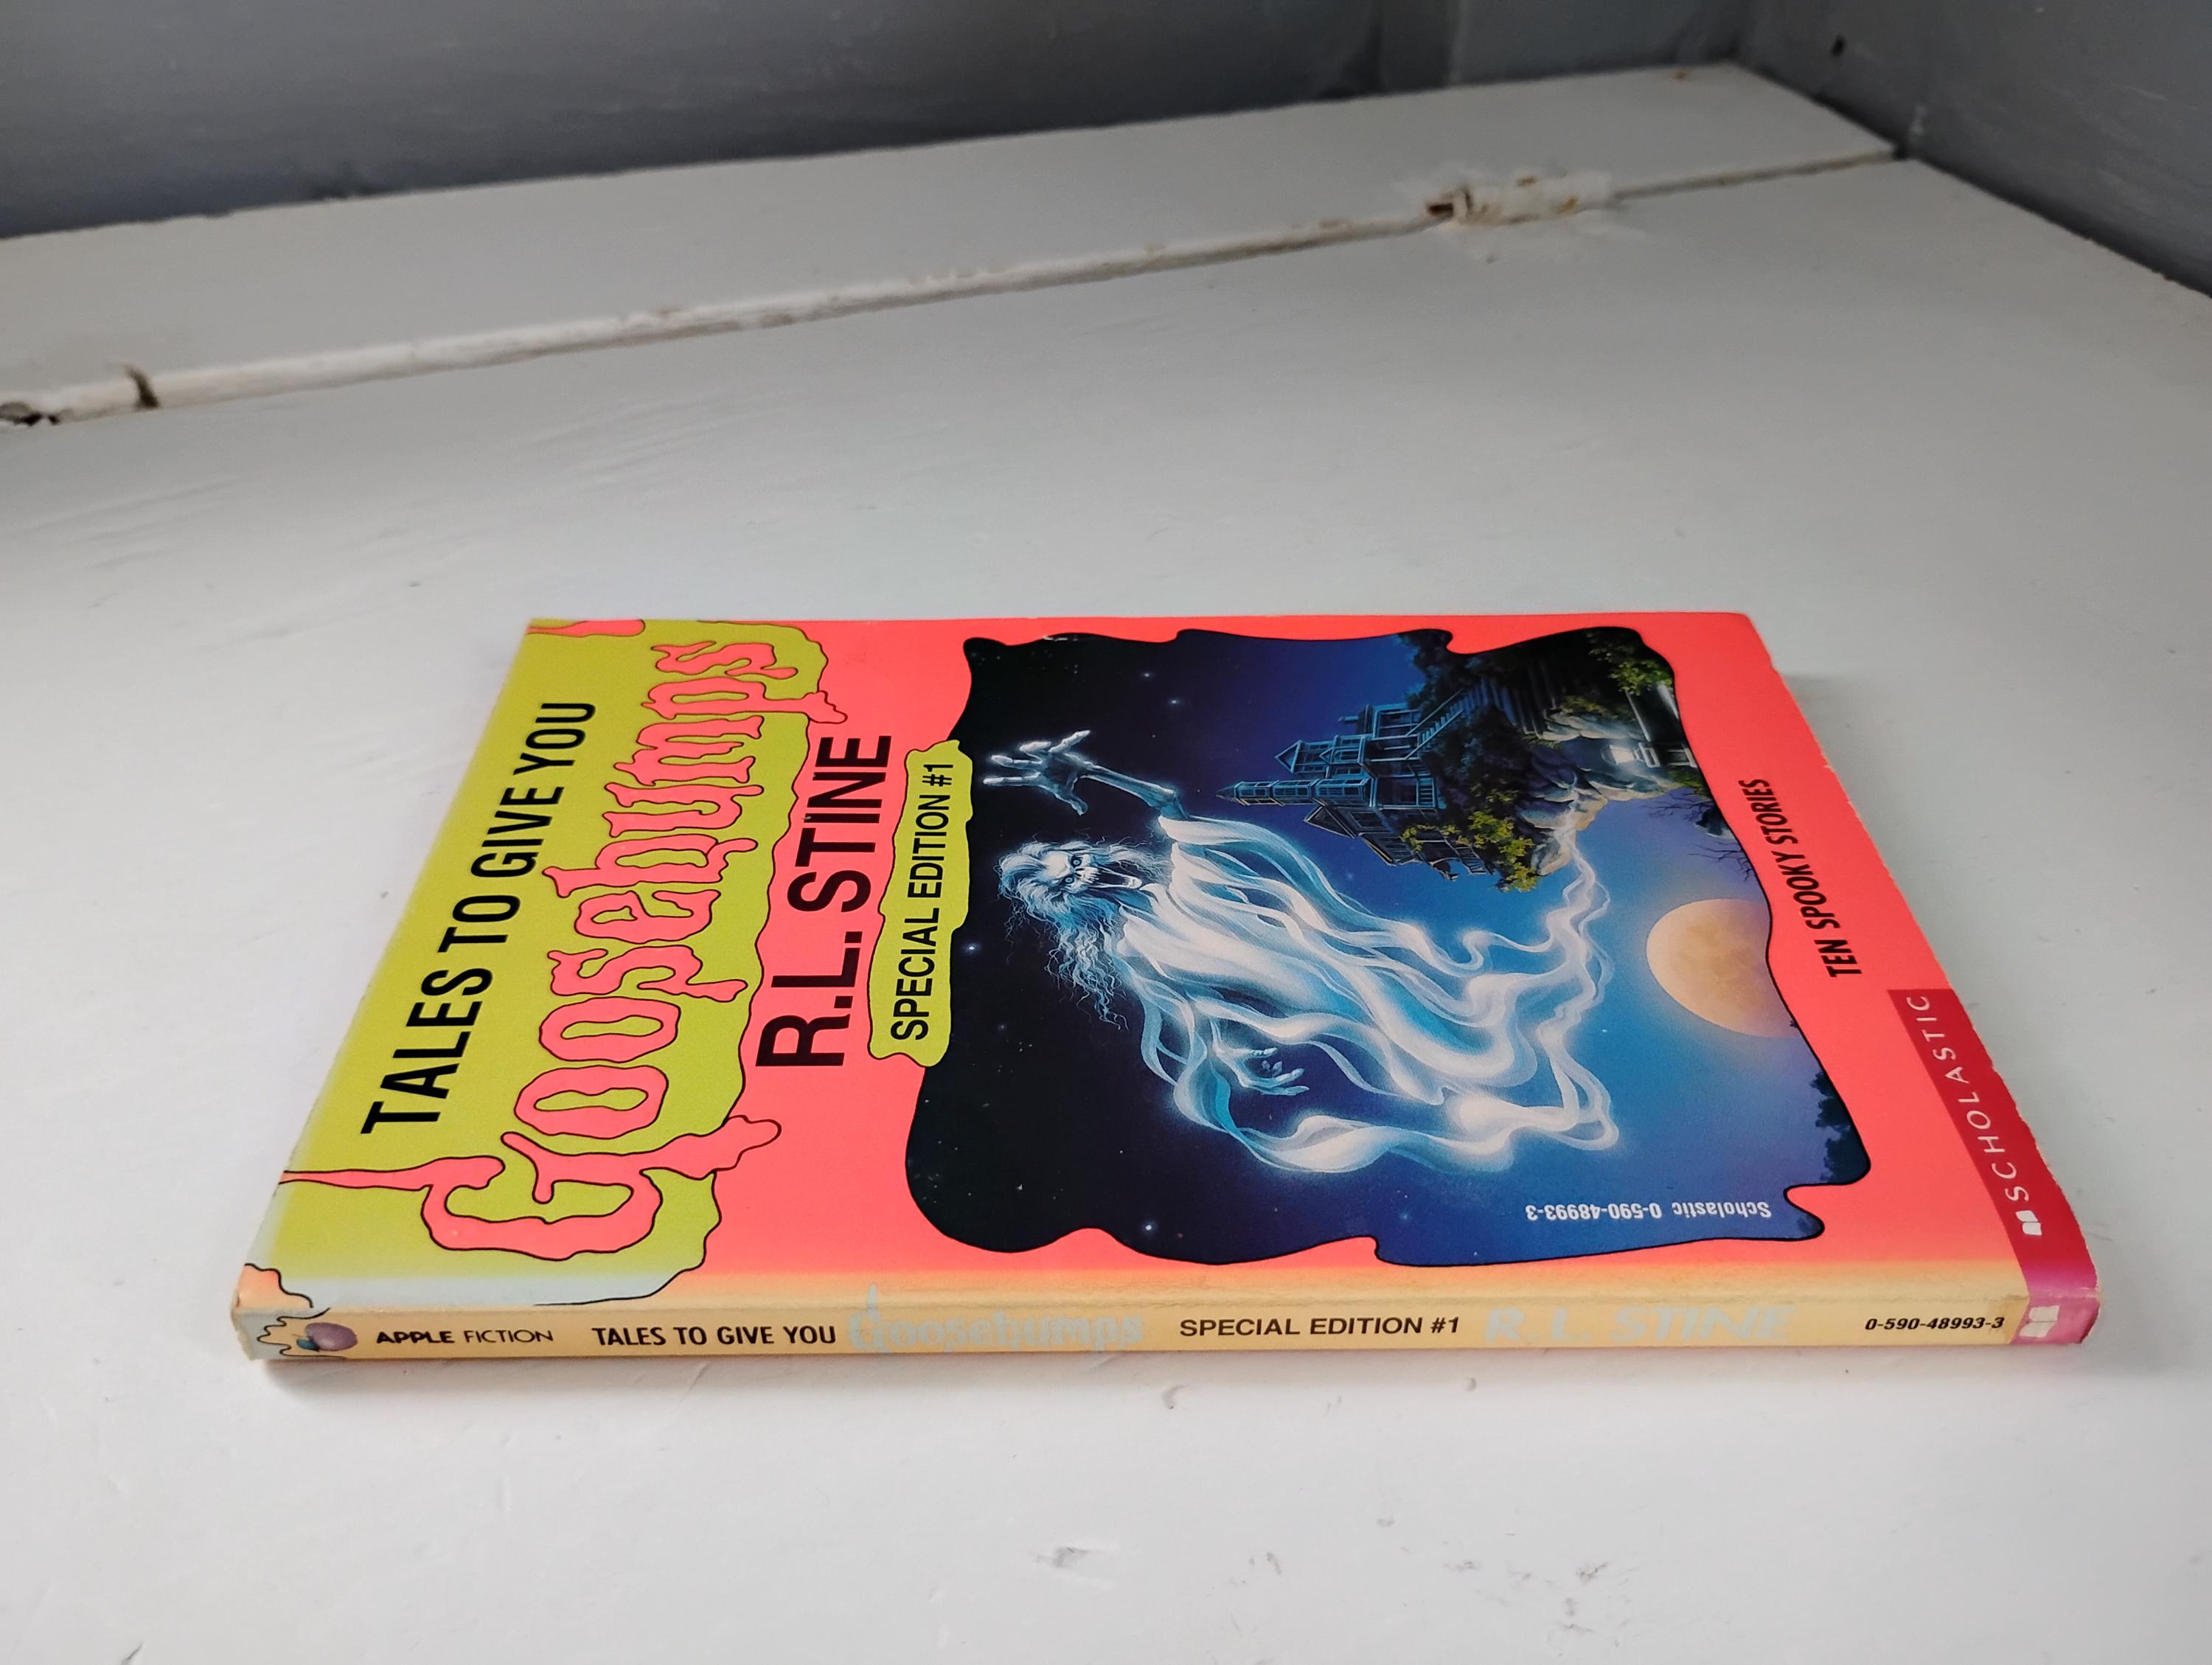 TALES TO GIVE YOU
Goosebumps
R.L. STINE
SPECIAL EDITION #1
Scholastic 0-590-48993-3
TEN SPOOKY STORIES
SCHOLASTIC
APPLE FICTION TALES TO GIVE YOU Goosebumps SPECIAL EDITION #1 R.L. STINE 0-590-48993-3